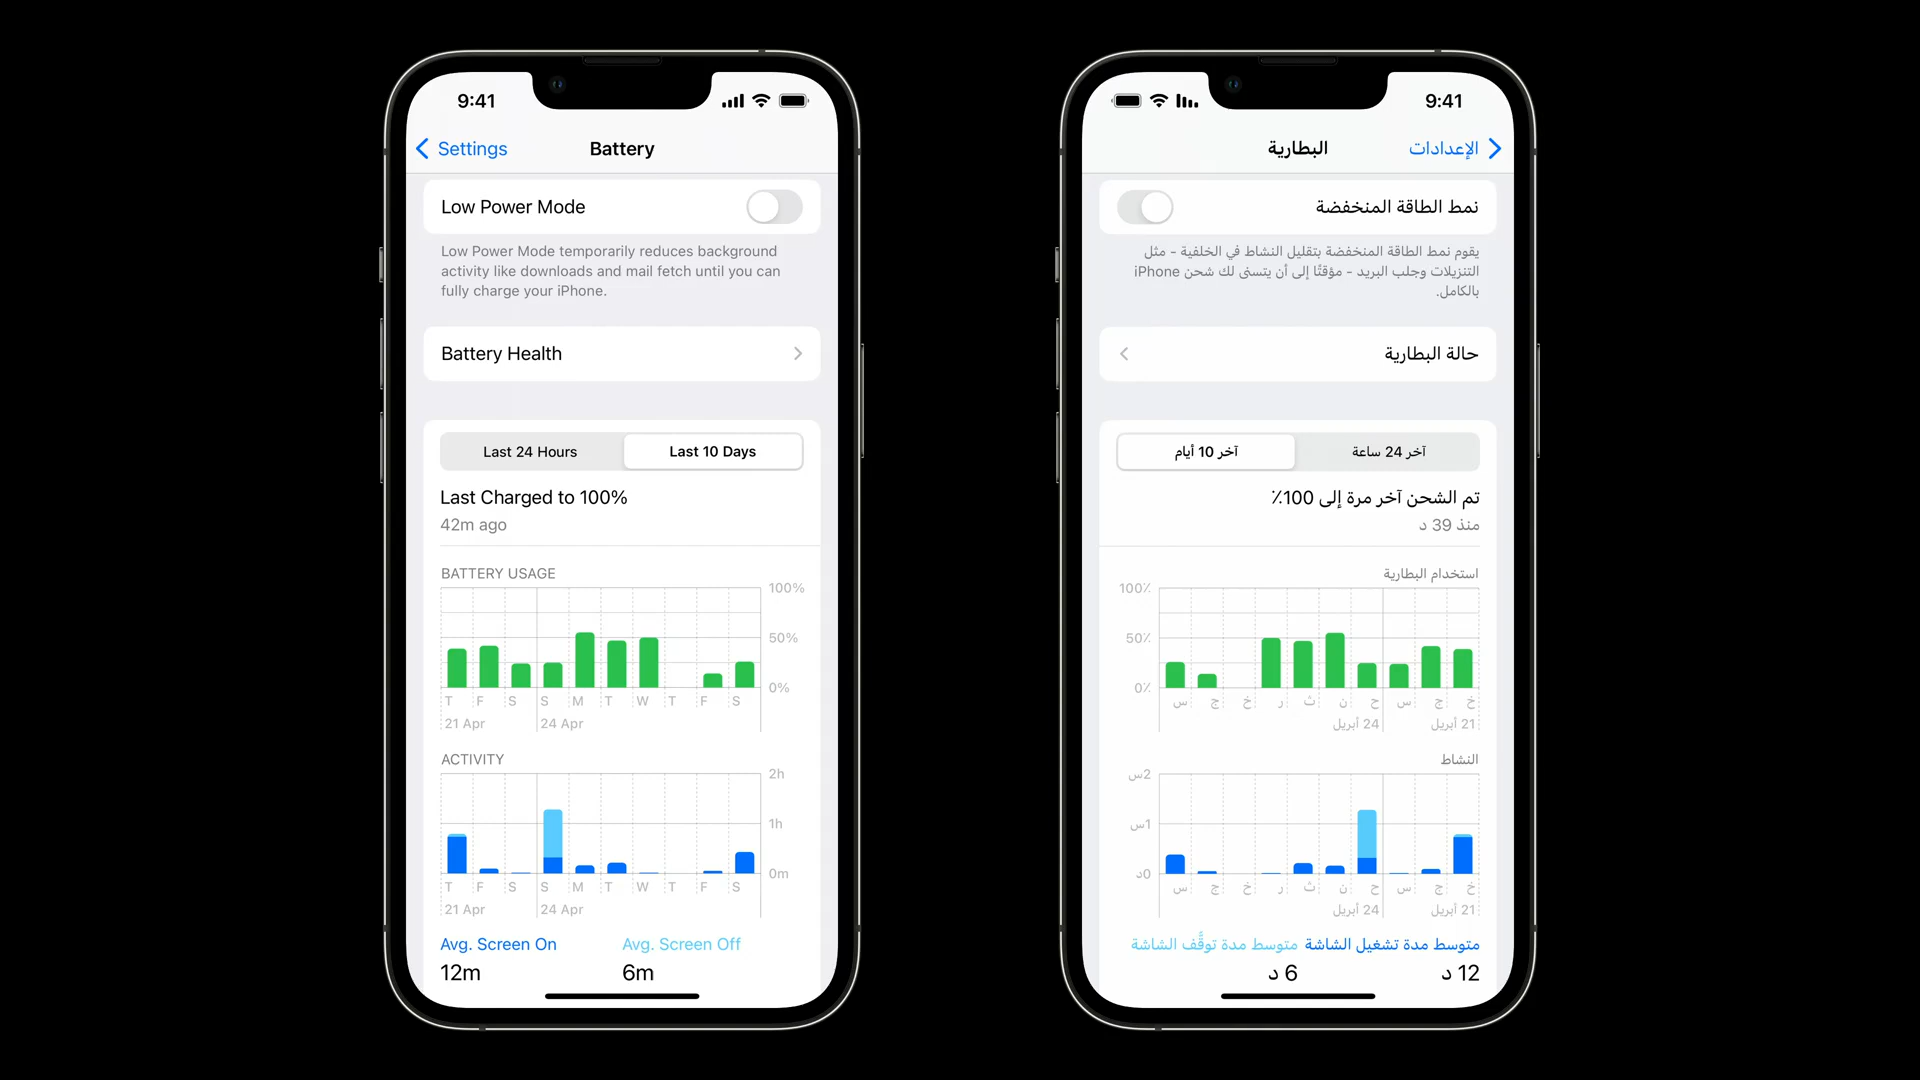 9:41
Settings
Battery
Low Power Mode
Low Power Mode temporarily reduces background
activity like downloads and mail fetch until you can
fully charge your iPhone.
Battery Health
Last 24 Hours
Last 10 Days
Last Charged to 100%
42m ago
BATTERY USAGE
100%
50%
0%
T F S S M T W T F S
21 Apr 24 Apr
ACTIVITY
2h
1h
0m
T F S S M T W T F S
21 Apr 24 Apr
Avg. Screen On Avg. Screen Off
12m 6m
9:41
الإعدادات
البطارية
نمط الطاقة المنخفضة
يقوم نمط الطاقة المنخفضة بتقليل النشاط في الخلفية - مثل
التنزيلات وجلب البريد - مؤقتًا إلى أن يتسنى لك شحن iPhone
بالكامل.
حالة البطارية
آخر 24 ساعة
آخر 10 أيام
تم الشحن آخر مرة إلى 100٪
منذ 39 د
استخدام البطارية
100٪
50٪
0٪
خ ج س ح ن ث ر خ ج س
21 أبريل 24 أبريل
النشاط
2س
1س
0د
خ ج س ح ن ث ر خ ج س
21 أبريل 24 أبريل
متوسط مدة تشغيل الشاشة متوسط مدة توقُّف الشاشة
12 د 6 د